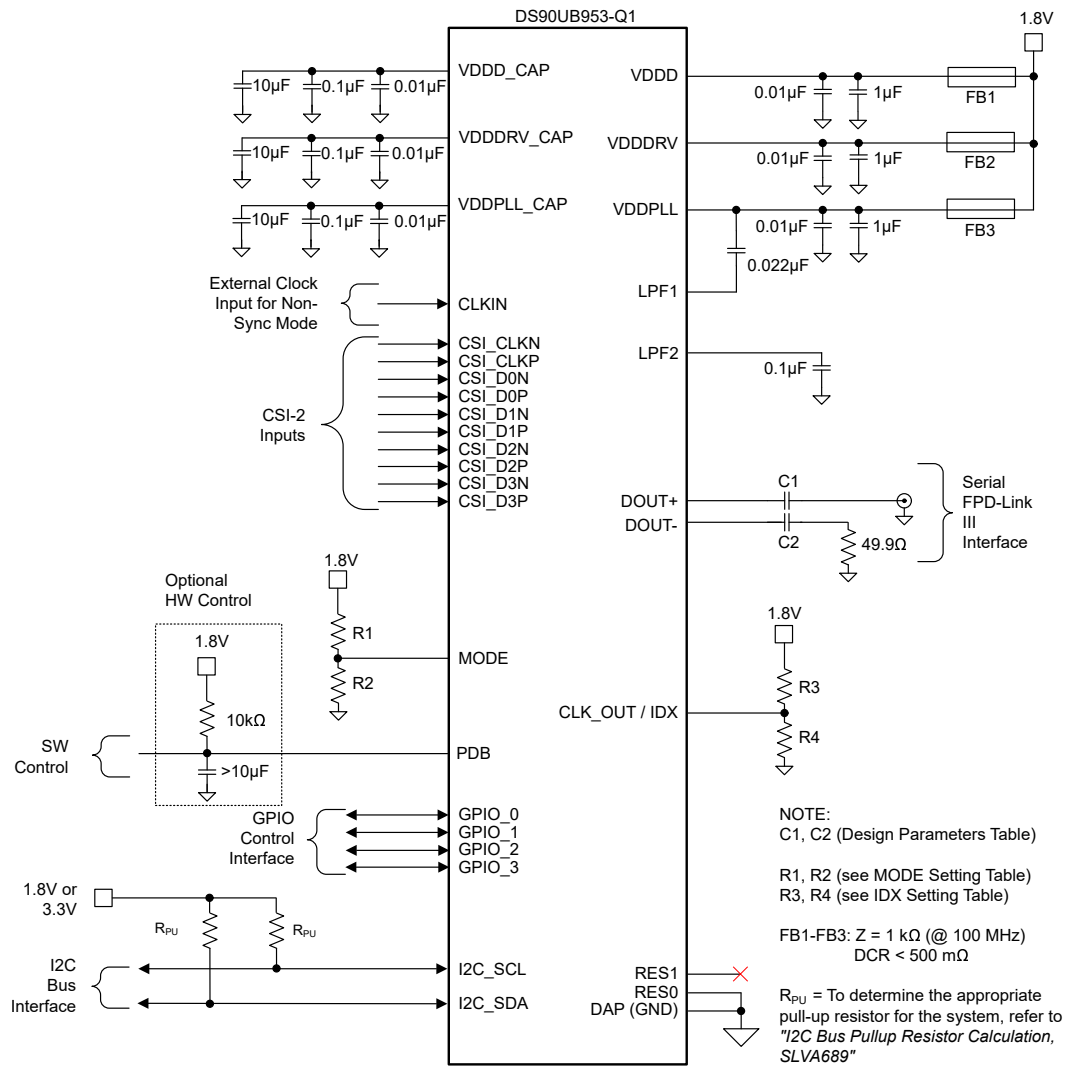 DS90UB953-Q1
1.8V
VDDD_CAP
10µF
0.1µF
0.01µF
VDDDRV_CAP
10µF
0.1µF
0.01µF
VDDPLL_CAP
10µF
0.1µF
0.01µF
External Clock
Input for Non-
Sync Mode
CLKIN
CSI-2
Inputs
CSI_CLKN
CSI_CLKP
CSI_D0N
CSI_D0P
CSI_D1N
CSI_D1P
CSI_D2N
CSI_D2P
CSI_D3N
CSI_D3P
1.8V
R1
R2
MODE
Optional
HW Control
1.8V
10kΩ
>10µF
SW
Control
PDB
GPIO
Control
Interface
GPIO_0
GPIO_1
GPIO_2
GPIO_3
1.8V or
3.3V
RPU
RPU
I2C
Bus
Interface
I2C_SCL
I2C_SDA
VDDD
0.01µF
1µF
FB1
VDDDRV
0.01µF
1µF
FB2
VDDPLL
0.01µF
1µF
FB3
0.022µF
LPF1
LPF2
0.1µF
DOUT+
DOUT-
C1
C2
49.9Ω
Serial
FPD-Link
III
Interface
1.8V
R3
R4
CLK_OUT / IDX
RES1
RES0
DAP (GND)
NOTE:
C1, C2 (Design Parameters Table)
R1, R2 (see MODE Setting Table)
R3, R4 (see IDX Setting Table)
FB1-FB3: Z = 1 kΩ (@ 100 MHz)
DCR < 500 mΩ
RPU = To determine the appropriate
pull-up resistor for the system, refer to
"I2C Bus Pullup Resistor Calculation,
SLVA689"